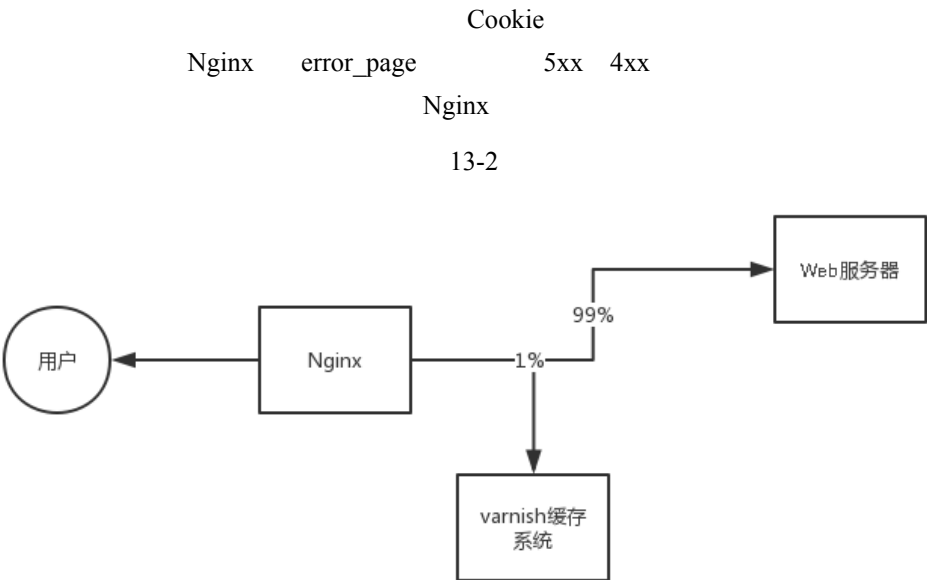 Cookie
Nginx error_page 5xx 4xx
Nginx
13-2
Web服务器
99%
用户
Nginx
1%
varnish缓存
系统